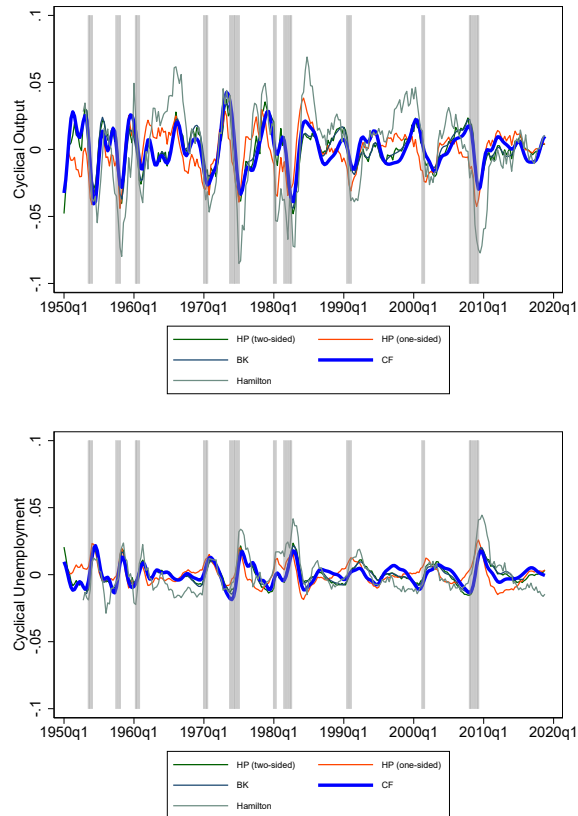 .1
.05
0
-.05
-.1
Cyclical Output
1950q1 1960q1 1970q1 1980q1 1990q1 2000q1 2010q1 2020q1
HP (two-sided) HP (one-sided)
BK CF
Hamilton
.1
.05
0
-.05
-.1
Cyclical Unemployment
1950q1 1960q1 1970q1 1980q1 1990q1 2000q1 2010q1 2020q1
HP (two-sided) HP (one-sided)
BK CF
Hamilton